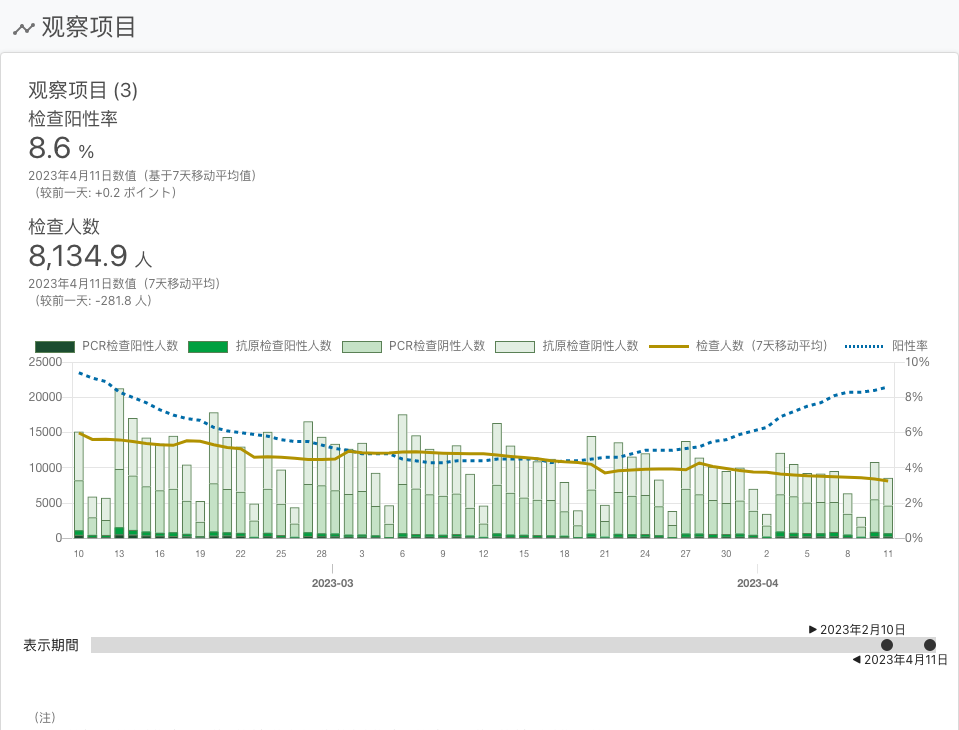 观察项目
观察项目 (3)
检查阳性率
8.6 %
2023年4月11日数值（基于7天移动平均值）
（较前一天: +0.2 ポイント）
检查人数
8,134.9 人
2023年4月11日数值（7天移动平均）
（较前一天: -281.8 人）
PCR检查阳性人数 抗原检查阳性人数 PCR检查阴性人数 抗原检查阴性人数 检查人数（7天移动平均） 阳性率
25000 10%
20000 8%
15000 6%
10000 4%
5000 2%
0 0%
10 13 16 19 22 25 28 3 6 9 12 15 18 21 24 27 30 2 5 8 11
2023-03 2023-04
▶ 2023年2月10日
表示期間
◀ 2023年4月11日
（注）